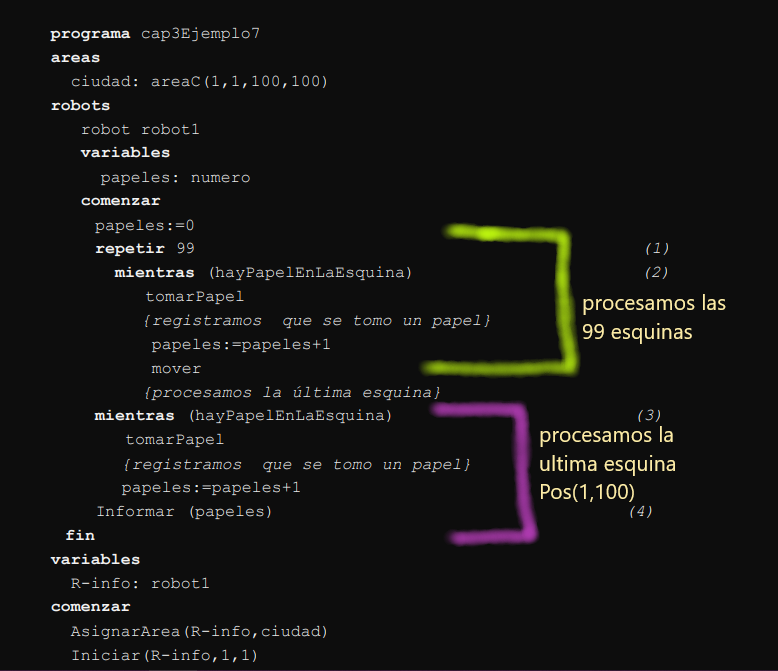 programa cap3Ejemplo7
areas
ciudad: areaC(1,1,100,100)
robots
robot robot1
variables
papeles: numero
comenzar
papeles:=0
repetir 99 (1)
mientras (hayPapelEnLaEsquina) (2)
tomarPapel
{registramos que se tomo un papel}
papeles:=papeles+1
mover
{procesamos la última esquina}
mientras (hayPapelEnLaEsquina) (3)
tomarPapel
{registramos que se tomo un papel}
papeles:=papeles+1
Informar (papeles) (4)
fin
variables
R-info: robot1
comenzar
AsignarArea(R-info,ciudad)
Iniciar(R-info,1,1)
procesamos las
99 esquinas
procesamos la
ultima esquina
Pos(1,100)